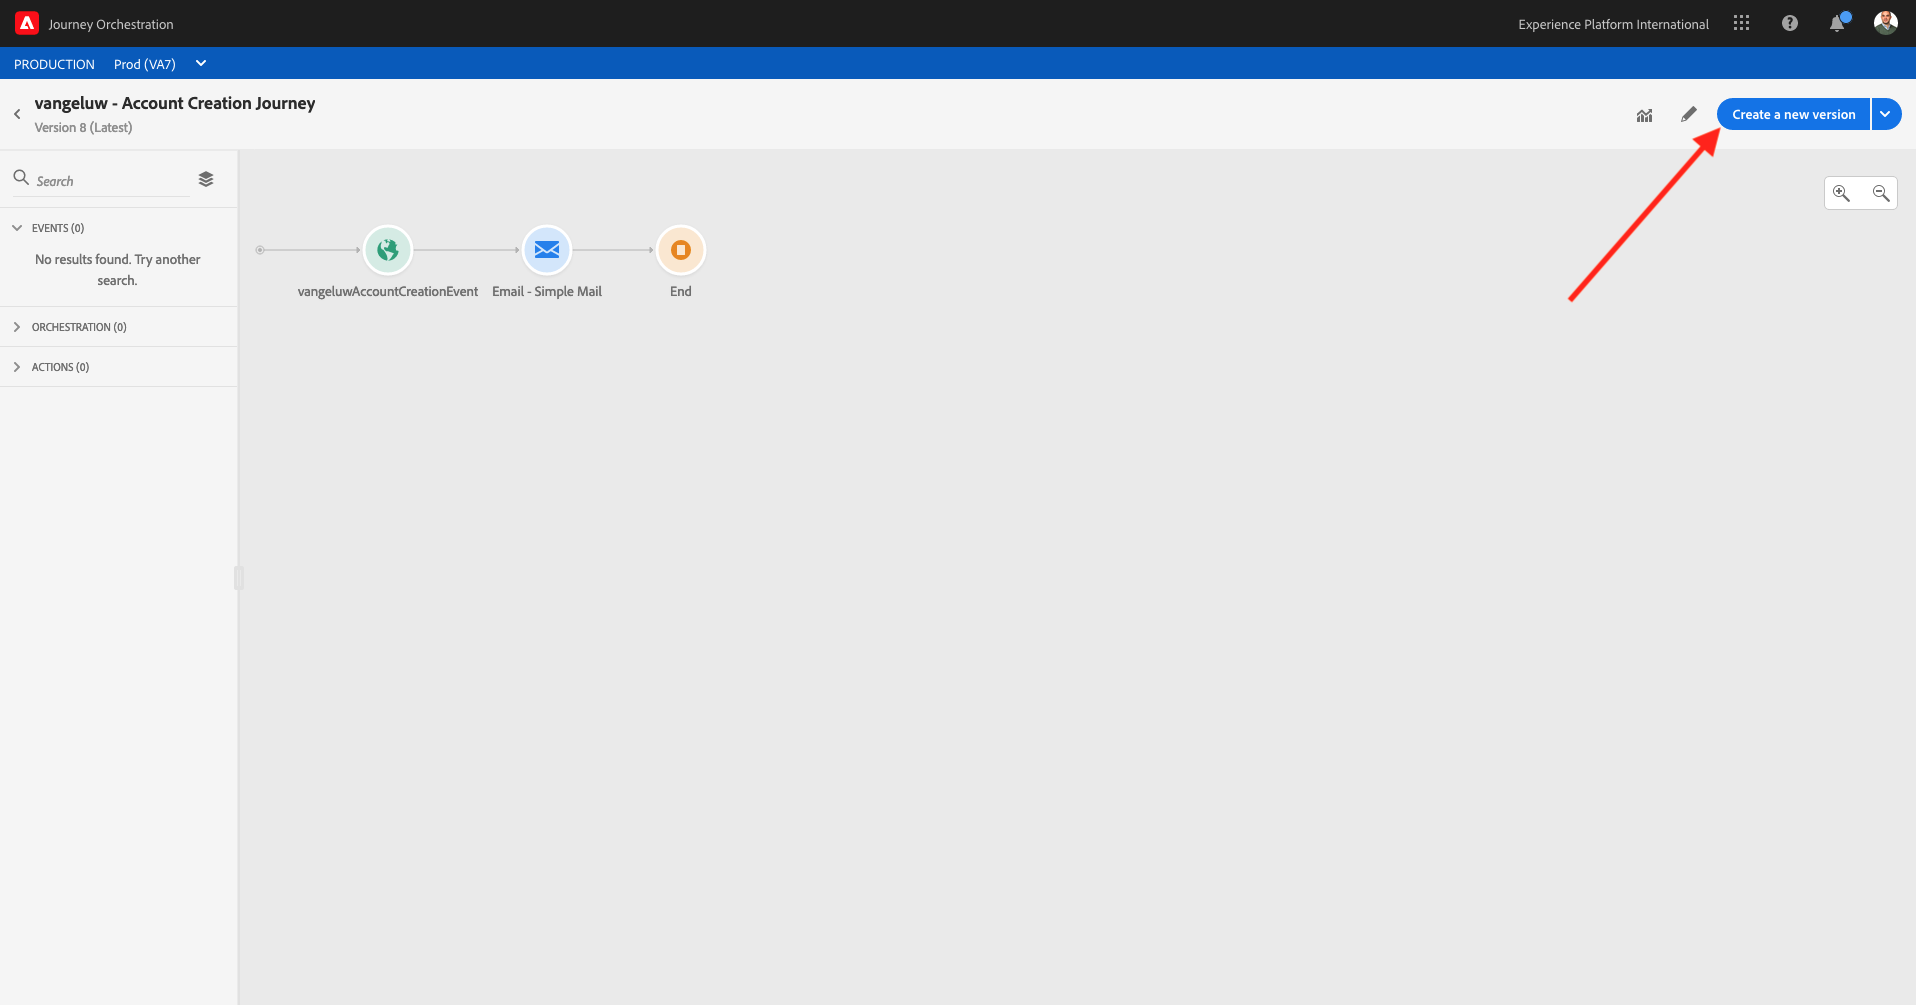 Journey Orchestration
Experience Platform International
PRODUCTION Prod (VA7)
vangeluw - Account Creation Journey
Version 8 (Latest)
Create a new version
Search
EVENTS (0)
No results found. Try another
search.
ORCHESTRATION (0)
ACTIONS (0)
vangeluwAccountCreationEvent
Email - Simple Mail
End